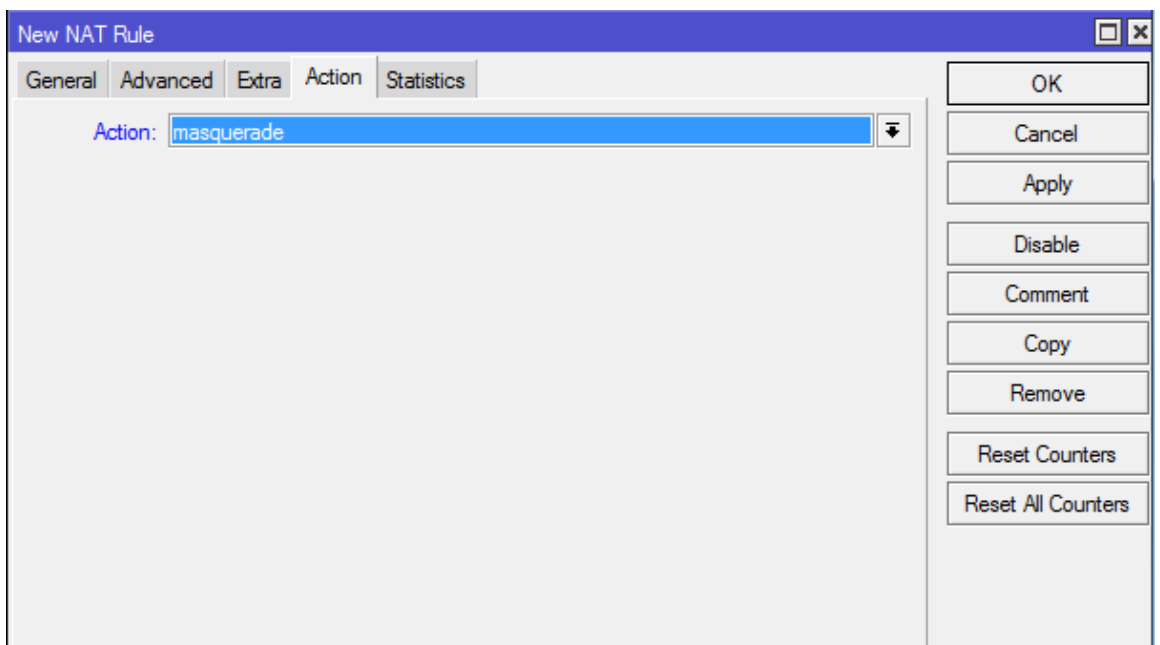 New NAT Rule
General Advanced Extra Action Statistics
Action: masquerade
OK
Cancel
Apply
Disable
Comment
Copy
Remove
Reset Counters
Reset All Counters